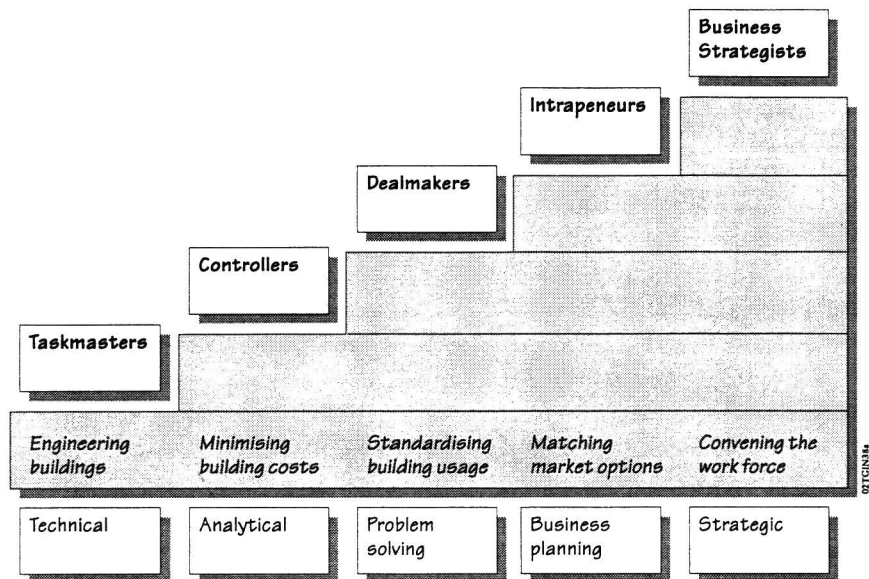 Business
Strategists
Intrapeneurs
Dealmakers
Controllers
Taskmasters
Engineering
buildings
Minimising
building costs
Standardising
building usage
Matching
market options
Convening the
work force
Technical
Analytical
Problem
solving
Business
planning
Strategic
02TCIN38a